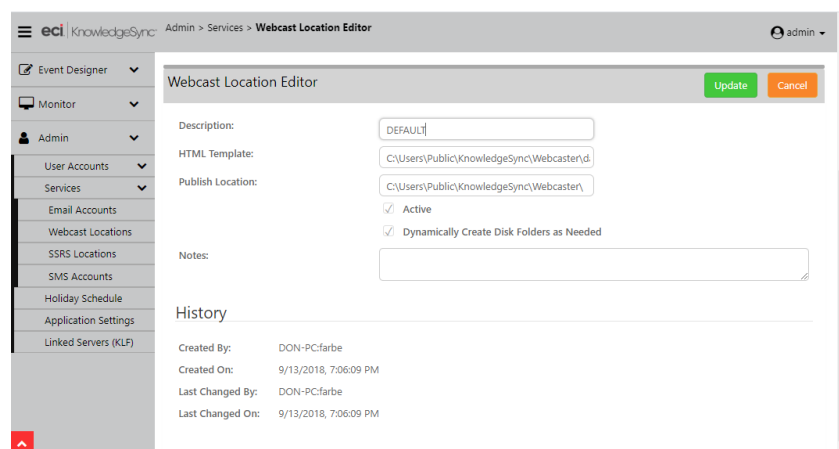 eci KnowledgeSync Admin > Services > Webcast Location Editor admin
Event Designer
Monitor
Admin
User Accounts
Services
Email Accounts
Webcast Locations
SSRS Locations
SMS Accounts
Holiday Schedule
Application Settings
Linked Servers (KLF)
Webcast Location Editor Update Cancel
Description: DEFAULT
HTML Template: C:\Users\Public\KnowledgeSync\Webcaster\d
Publish Location: C:\Users\Public\KnowledgeSync\Webcaster\
Active
Dynamically Create Disk Folders as Needed
Notes:
History
Created By: DON-PC:farbe
Created On: 9/13/2018, 7:06:09 PM
Last Changed By: DON-PC:farbe
Last Changed On: 9/13/2018, 7:06:09 PM